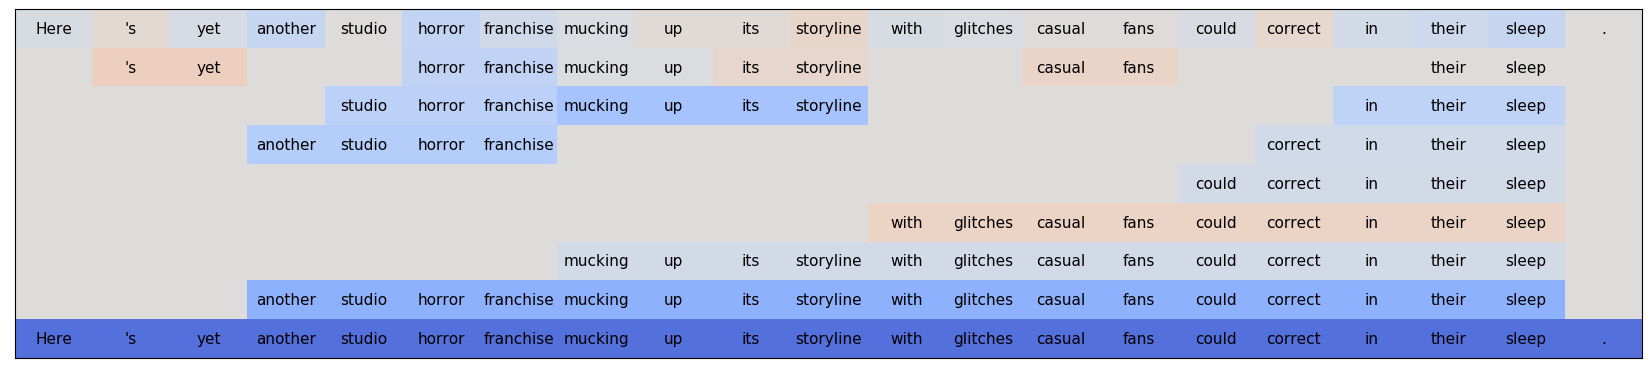 Here 's yet another studio horror franchise mucking up its storyline with glitches casual fans could correct in their sleep .
's yet horror franchise mucking up its storyline casual fans their sleep
studio horror franchise mucking up its storyline in their sleep
another studio horror franchise correct in their sleep
could correct in their sleep
with glitches casual fans could correct in their sleep
mucking up its storyline with glitches casual fans could correct in their sleep
another studio horror franchise mucking up its storyline with glitches casual fans could correct in their sleep
Here 's yet another studio horror franchise mucking up its storyline with glitches casual fans could correct in their sleep .